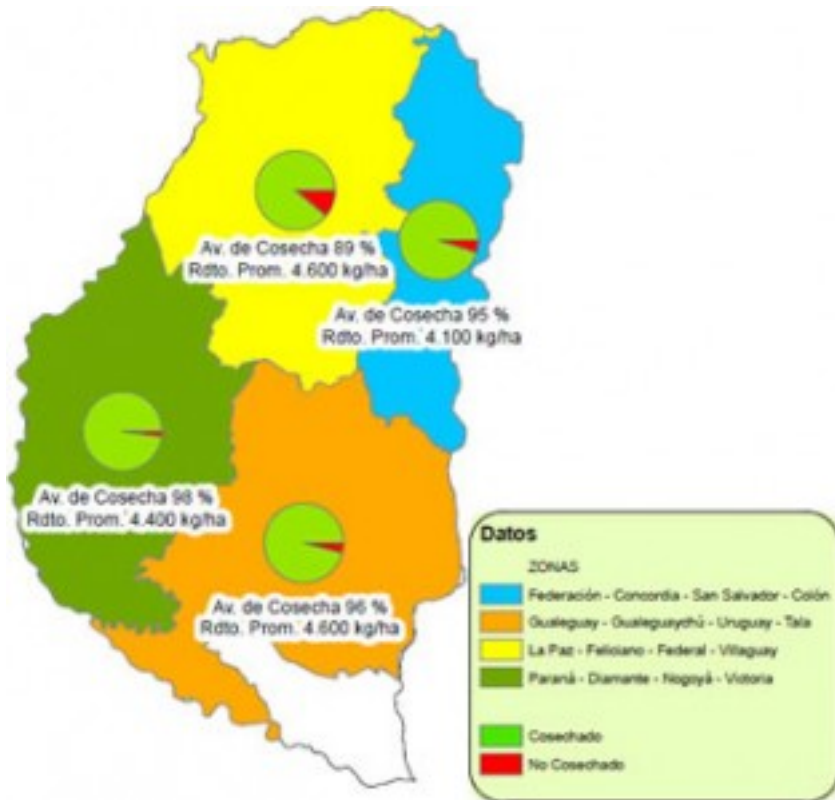 Av. de Cosecha 89 %
Rdto. Prom. 4.600 kg/ha
Av. de Cosecha 95 %
Rdto. Prom. 4.100 kg/ha
Av. de Cosecha 98 %
Rdto. Prom. 4.400 kg/ha
Av. de Cosecha 96 %
Rdto. Prom. 4.600 kg/ha
Datos
ZONAS
Federación - Concordia - San Salvador - Colón
Gualeguay - Gualeguaychú - Uruguay - Tala
La Paz - Feliciano - Federal - Villaguay
Paraná - Diamante - Nogoyá - Victoria
Cosechado
No Cosechado